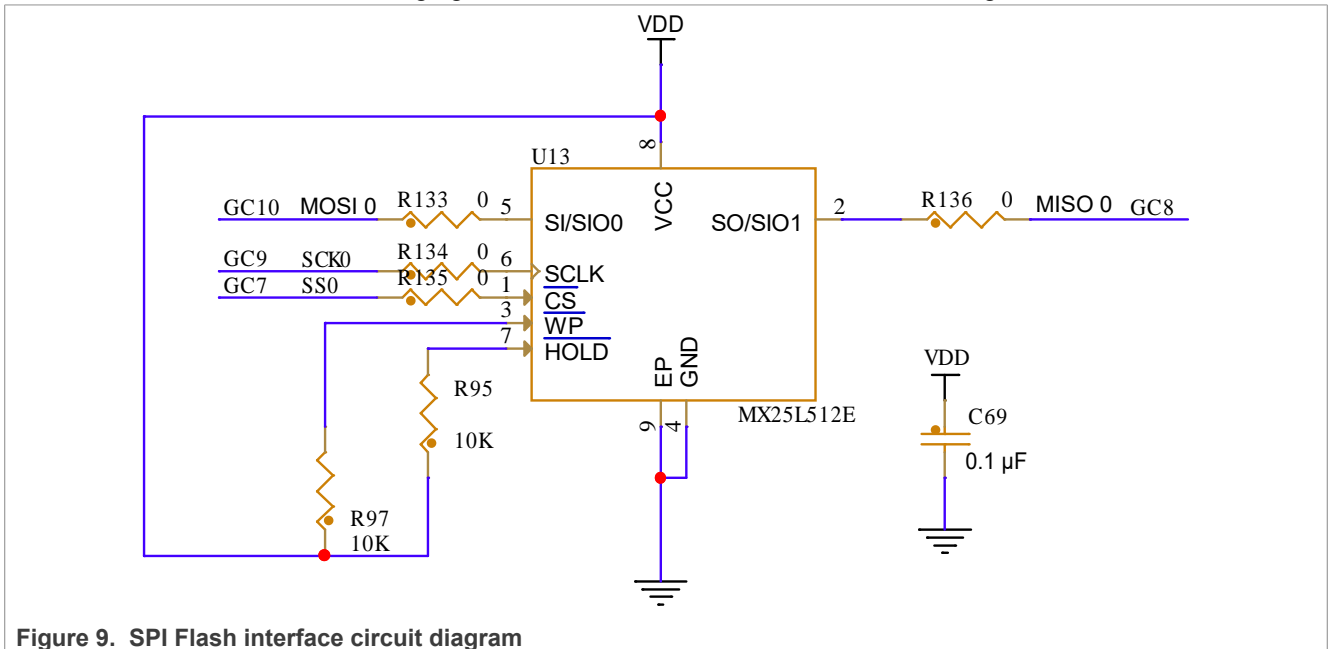 VDD
U13
8
VCC
GC10 MOSI 0 R133 0 5 SI/SIO0
SO/SIO1 2 R136 0 MISO 0 GC8
GC9 SCK0 R134 0 6 SCLK
GC7 SS0 R135 0 1 CS
3 WP
7 HOLD
EP
GND
9
4
MX25L512E
R95
10K
R97
10K
VDD
C69
0.1 µF
Figure 9. SPI Flash interface circuit diagram